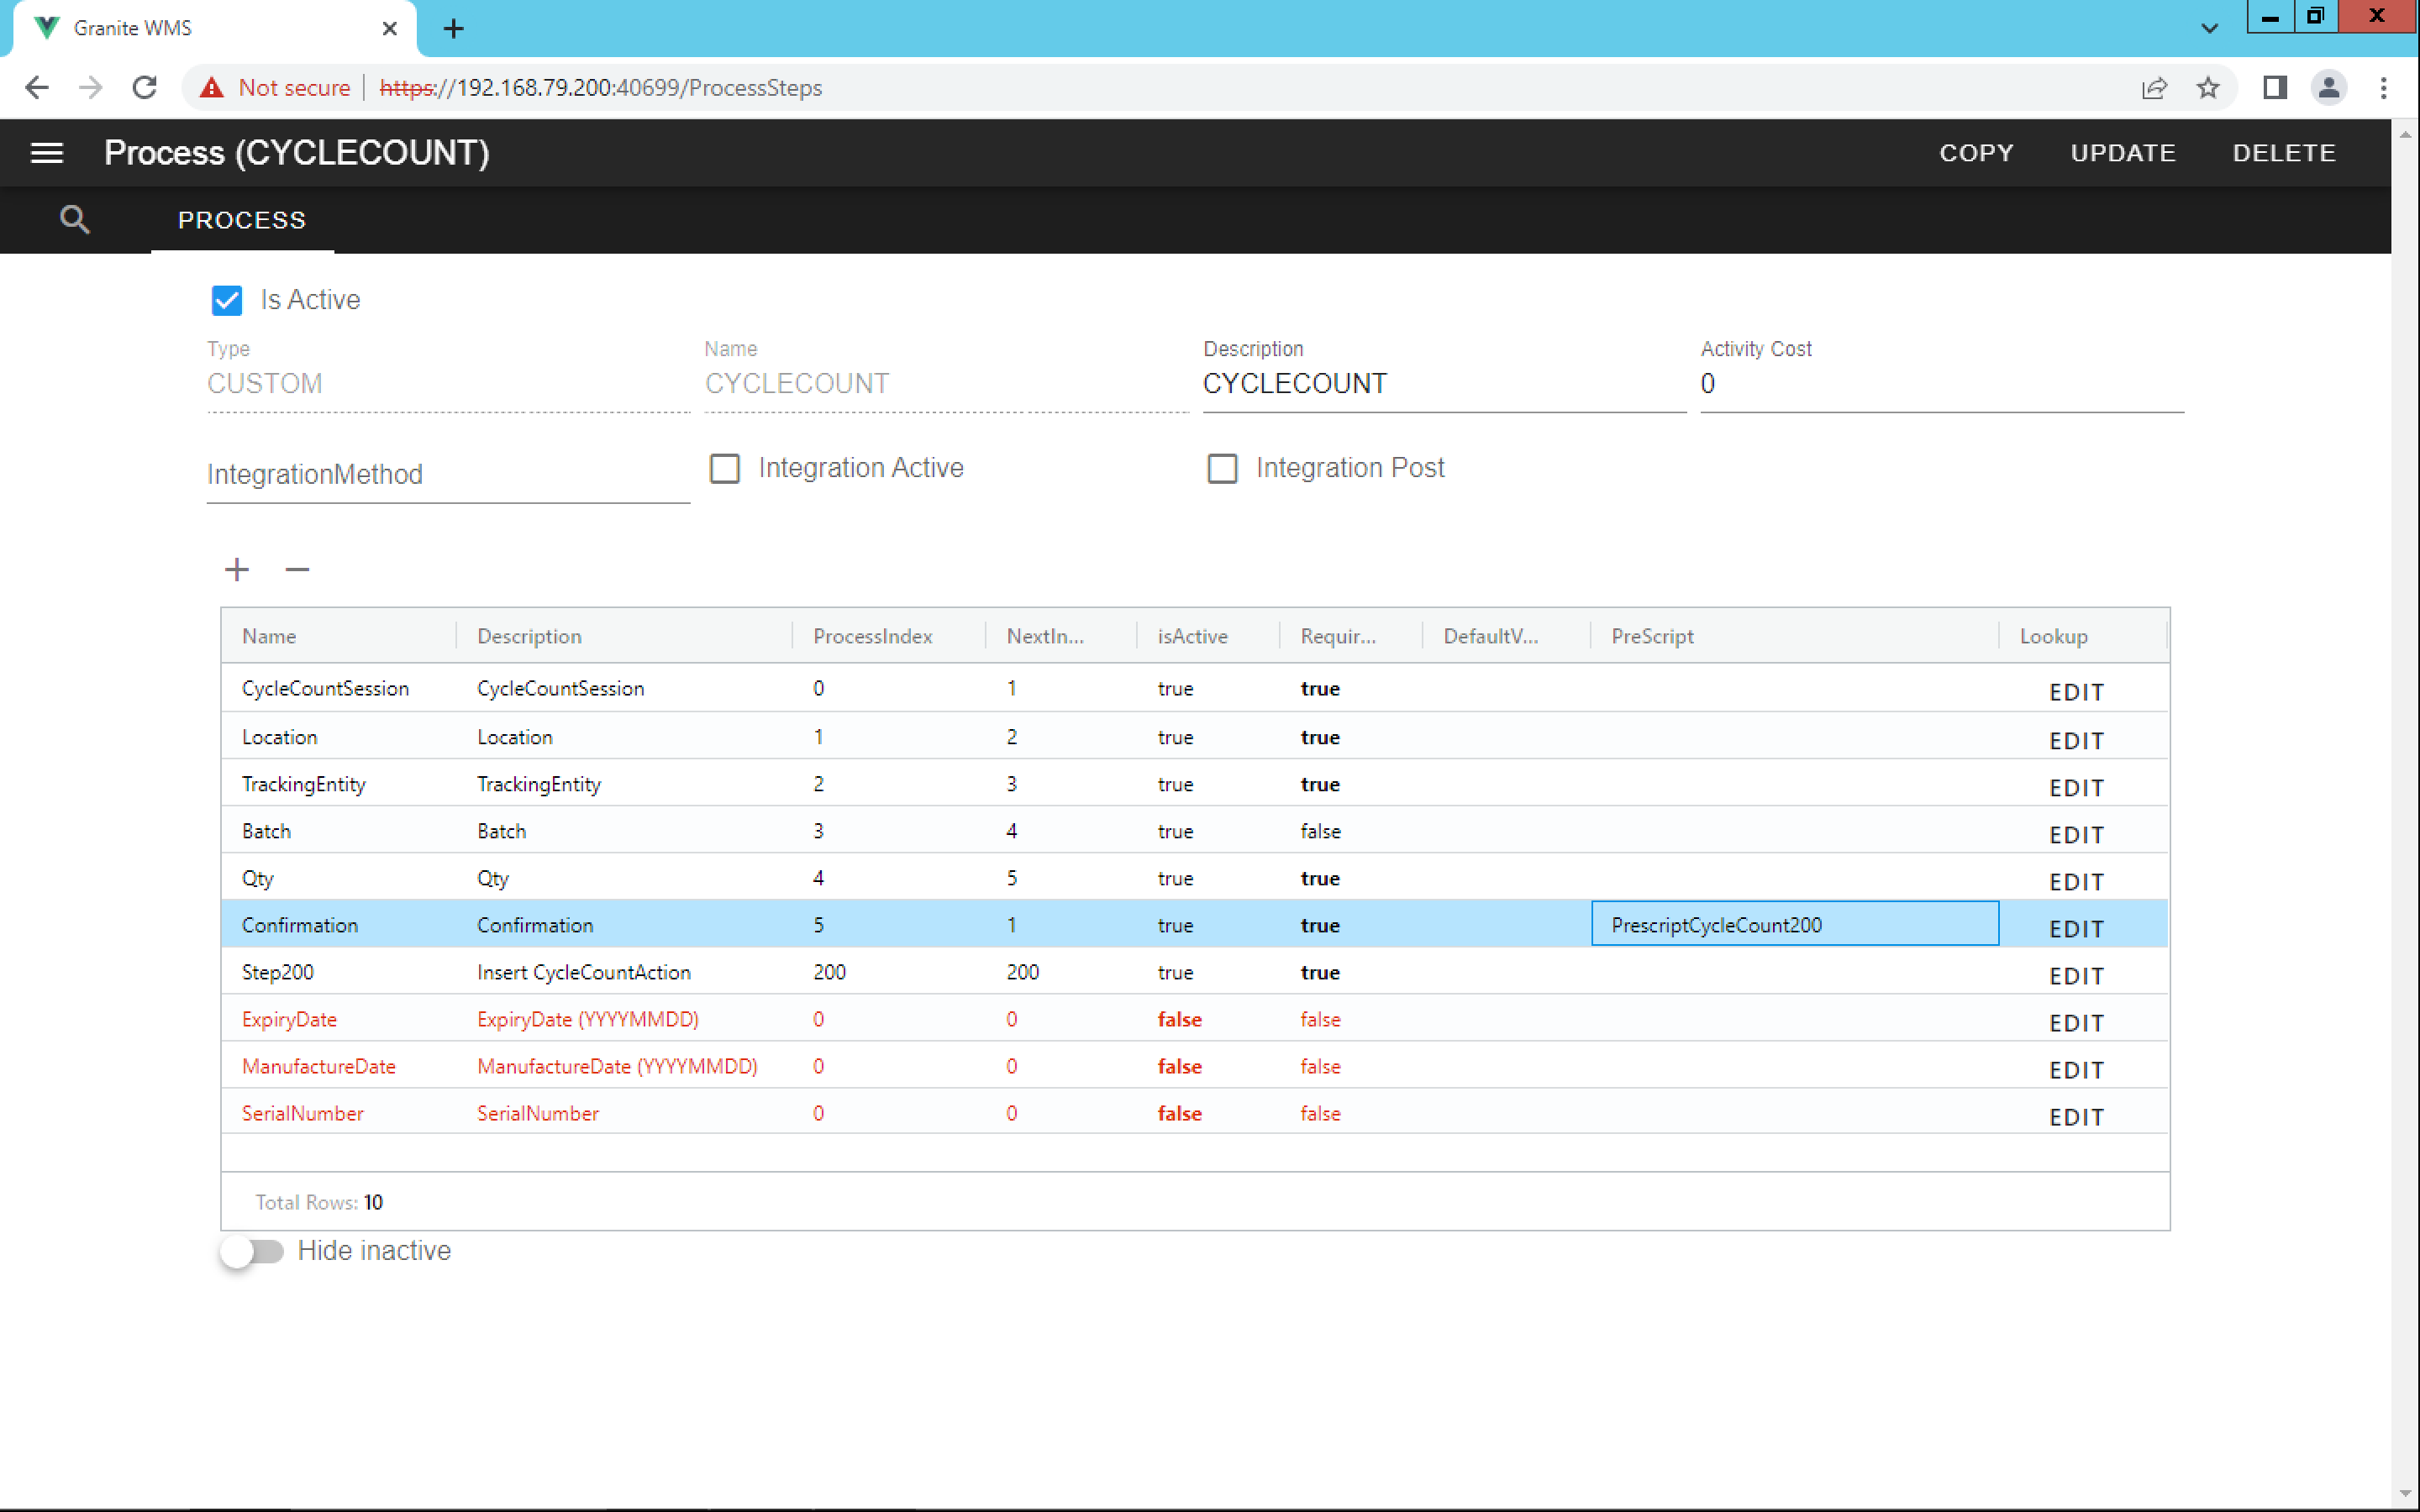 Granite WMS
Not secure https://192.168.79.200:40699/ProcessSteps
Process (CYCLECOUNT) COPY UPDATE DELETE
PROCESS
Is Active
Type Name Description Activity Cost
CUSTOM CYCLECOUNT CYCLECOUNT 0
IntegrationMethod Integration Active Integration Post
Name Description ProcessIndex NextIn... isActive Requir... DefaultV... PreScript Lookup
CycleCountSession CycleCountSession 0 1 true true EDIT
Location Location 1 2 true true EDIT
TrackingEntity TrackingEntity 2 3 true true EDIT
Batch Batch 3 4 true false EDIT
Qty Qty 4 5 true true EDIT
Confirmation Confirmation 5 1 true true PrescriptCycleCount200 EDIT
Step200 Insert CycleCountAction 200 200 true true EDIT
ExpiryDate ExpiryDate (YYYYMMDD) 0 0 false false EDIT
ManufactureDate ManufactureDate (YYYYMMDD) 0 0 false false EDIT
SerialNumber SerialNumber 0 0 false false EDIT
Total Rows: 10
Hide inactive